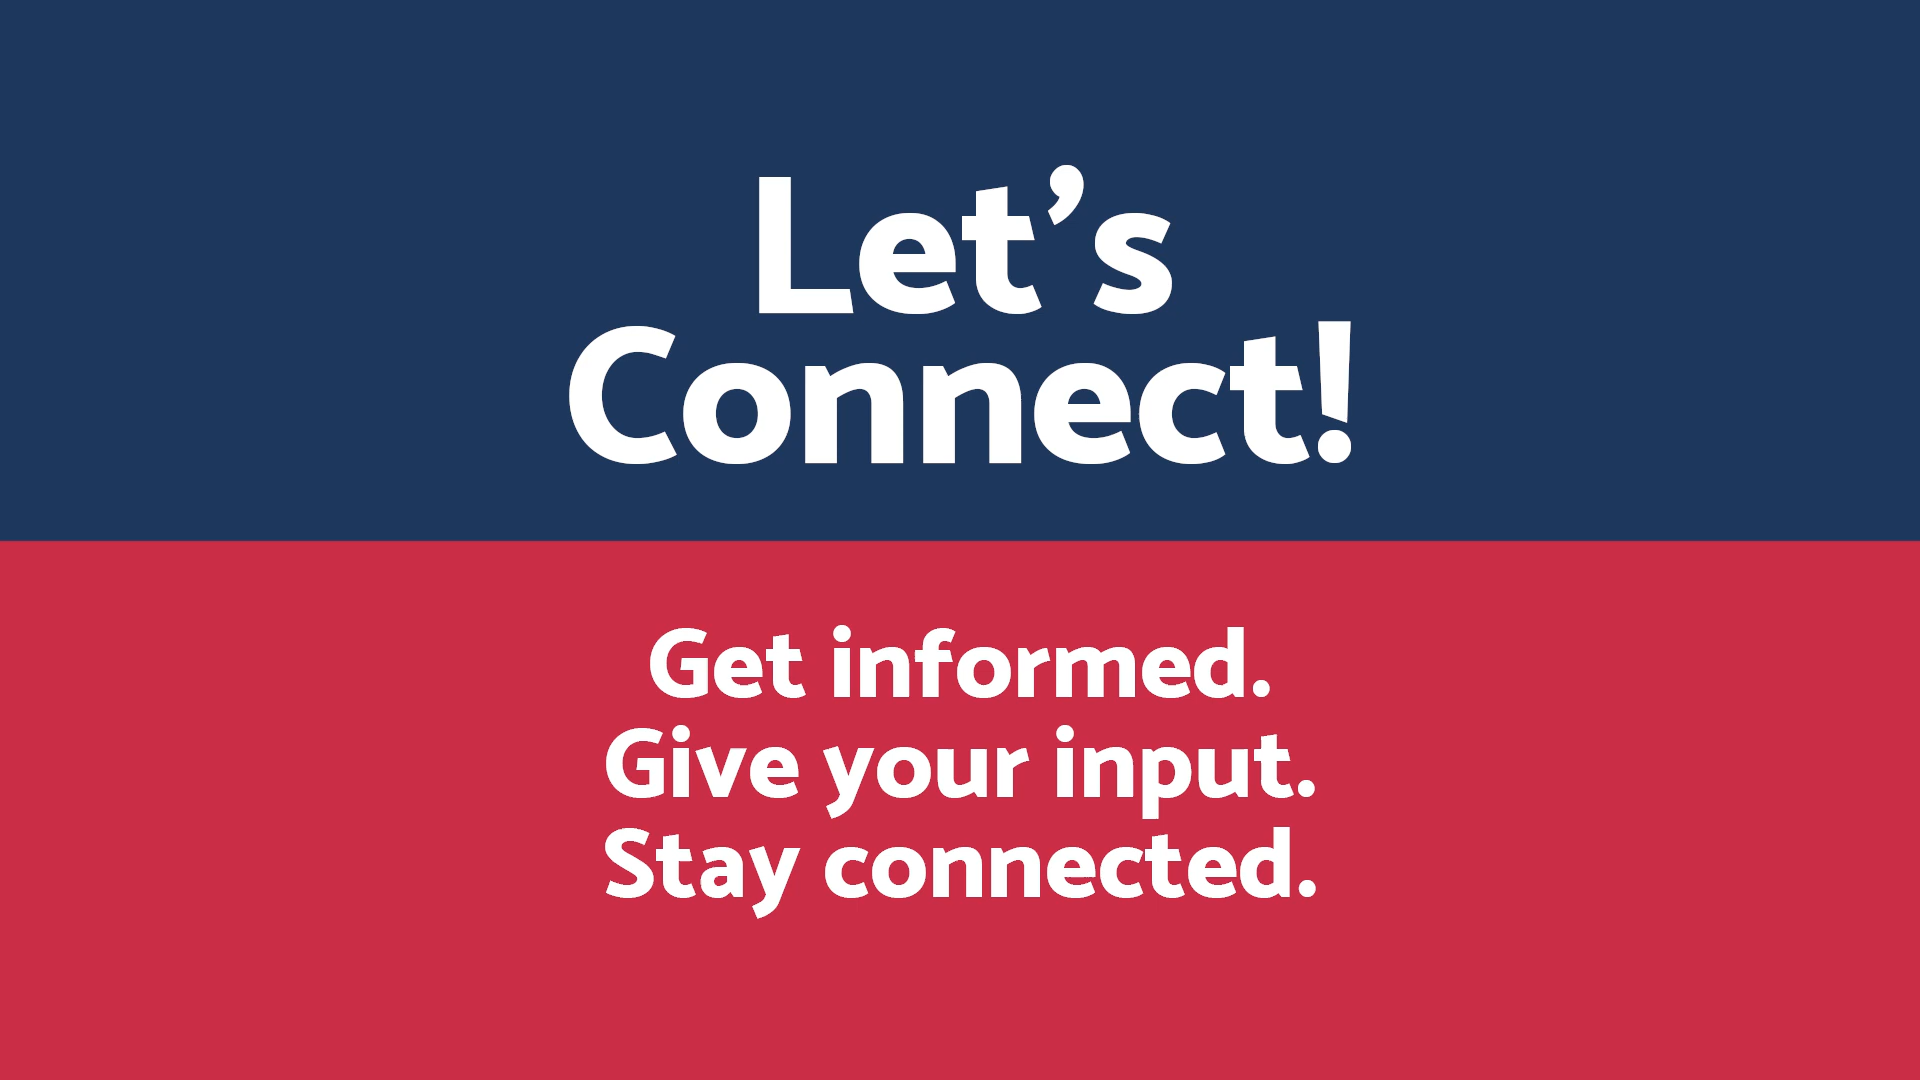 Let’s
Connect!
Get informed.
Give your input.
Stay connected.